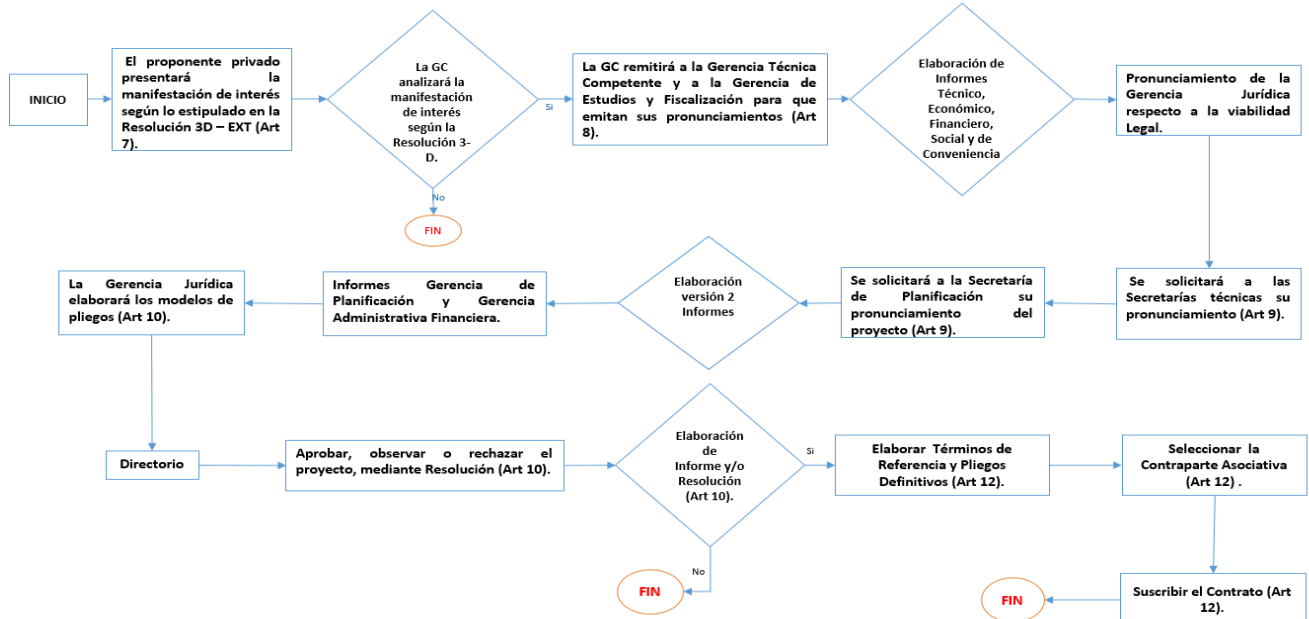 INICIO
El proponente privado
presentará la
manifestación de interés
según lo estipulado en la
Resolución 3D – EXT (Art
7).
La GC
analizará la
manifestación
de interés
según la
Resolución 3-
D.
Si
No
FIN
La GC remitirá a la Gerencia Técnica
Competente y a la Gerencia de
Estudios y Fiscalización para que
emitan sus pronunciamientos (Art
8).
Elaboración de
Informes
Técnico,
Económico,
Financiero,
Social y de
Conveniencia
Pronunciamiento de la
Gerencia Jurídica
respecto a la viabilidad
Legal.
Se solicitará a las
Secretarías técnicas su
pronunciamiento (Art 9).
Se solicitará a la Secretaría
de Planificación su
pronunciamiento del
proyecto (Art 9).
Elaboración
versión 2
Informes
Informes Gerencia de
Planificación y Gerencia
Administrativa Financiera.
La Gerencia Jurídica
elaborará los modelos de
pliegos (Art 10).
Directorio
Aprobar, observar o rechazar el
proyecto, mediante Resolución (Art 10).
Elaboración
de
Informe y/o
Resolución
(Art 10).
Si
No
FIN
Elaborar Términos de
Referencia y Pliegos
Definitivos (Art 12).
Seleccionar la
Contraparte Asociativa
(Art 12) .
Suscribir el Contrato (Art
12).
FIN